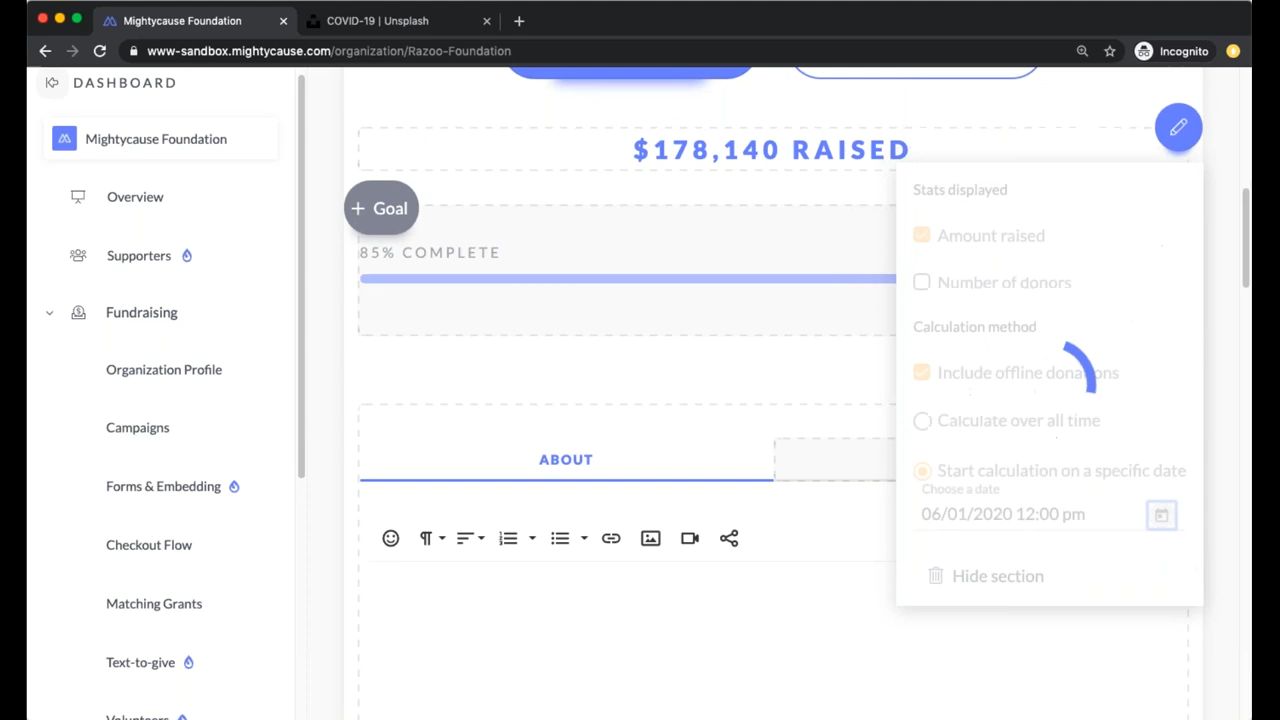 Mightycause Foundation
COVID-19 | Unsplash
www-sandbox.mightycause.com/organization/Razoo-Foundation
Incognito
DASHBOARD
Mightycause Foundation
Overview
Supporters
Fundraising
Organization Profile
Campaigns
Forms & Embedding
Checkout Flow
Matching Grants
Text-to-give
Volunteers
$178,140 RAISED
+ Goal
85% COMPLETE
ABOUT
Stats displayed
Amount raised
Number of donors
Calculation method
Include offline donations
Calculate over all time
Start calculation on a specific date
Choose a date
06/01/2020 12:00 pm
Hide section